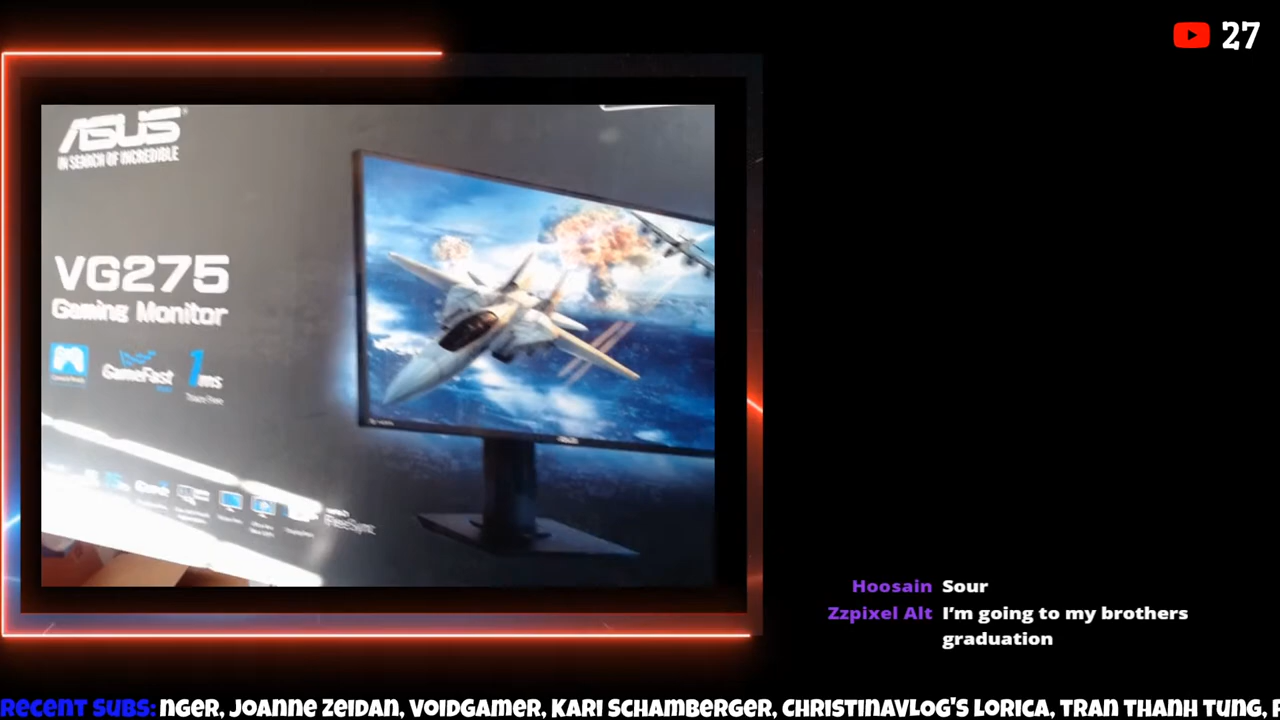 27
ASUS
IN SEARCH OF INCREDIBLE
VG275
Gaming Monitor
GameFast
1ms
FreeSync
Hoosain Sour
Zzpixel Alt I'm going to my brothers
graduation
RECENT SUBS: NGER, JOANNE ZEIDAN, VOIDGAMER, KARI SCHAMBERGER, CHRISTINAVLOG'S LORICA, TRAN THANH TUNG,